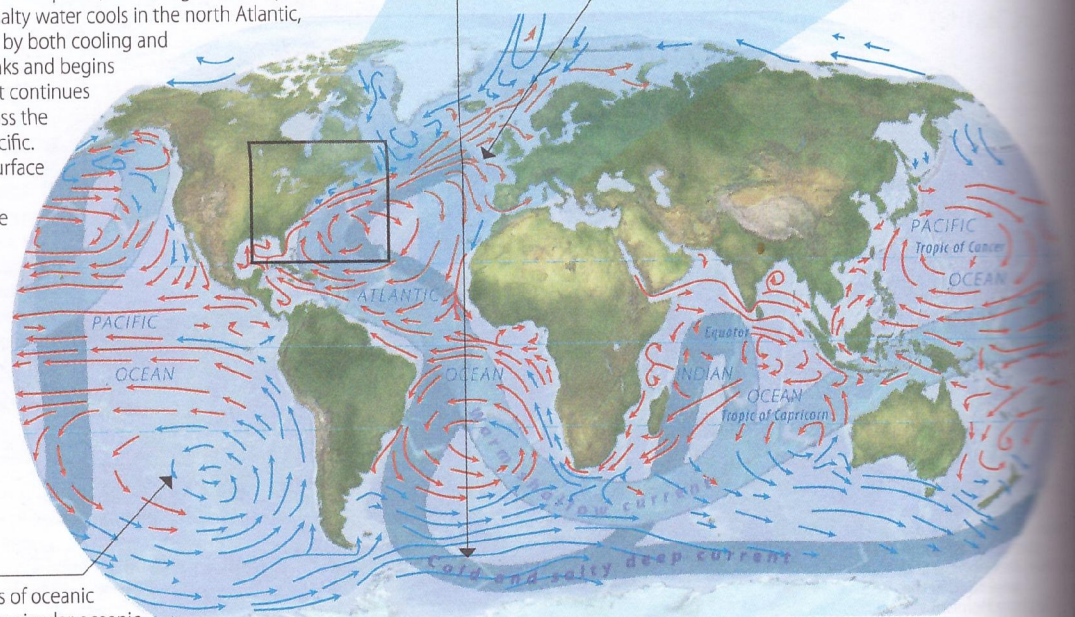 alty water cools in the north Atlantic,
by both cooling and
ks and begins
t continues
ss the
cific.
urface
e
PACIFIC
OCEAN
ATLANTIC
OCEAN
Equator
INDIAN
OCEAN
Tropic of Capricorn
PACIFIC
Tropic of Cancer
OCEAN
Warm shallow current
Cold and salty deep current
s of oceanic